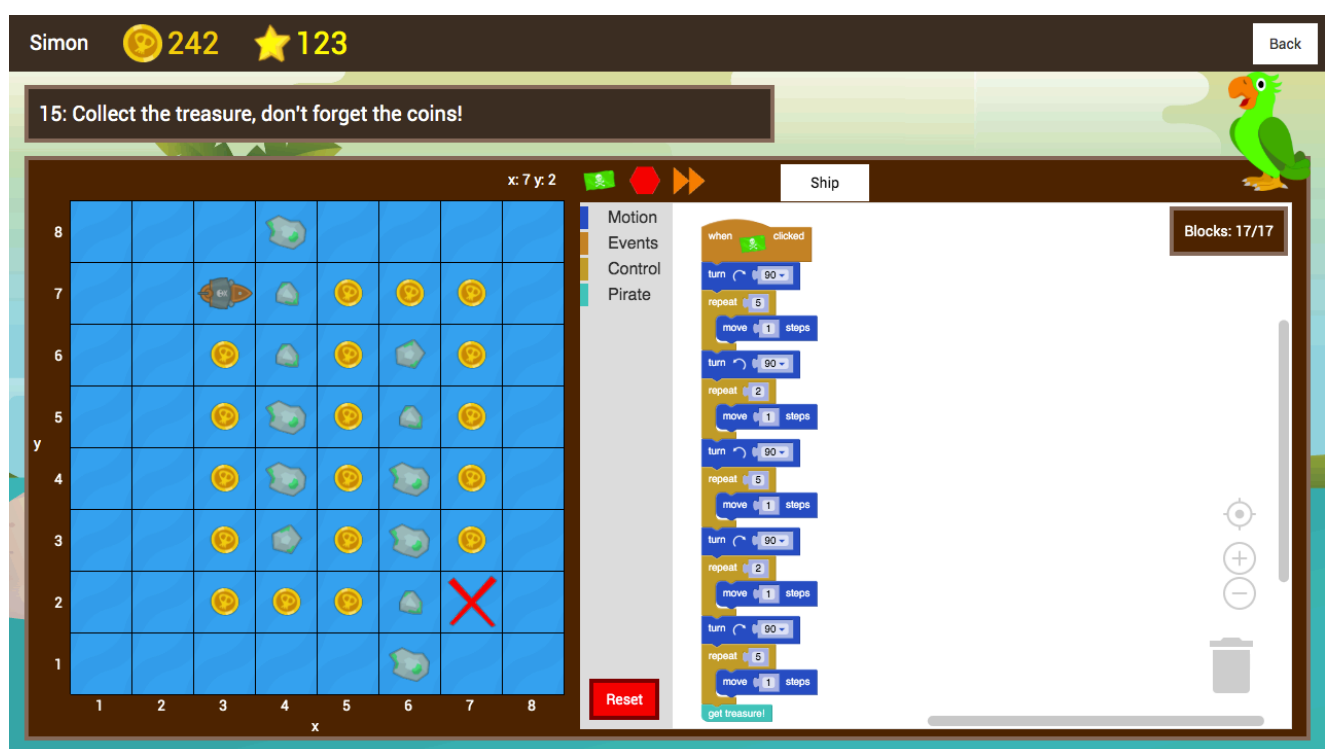 Simon 242 123 Back
15: Collect the treasure, don't forget the coins!
x: 7 y: 2
Ship
Motion
Events
Control
Pirate
Blocks: 17/17
8
7
6
5
y
4
3
2
1
1 2 3 4 5 6 7 8
x
Reset
when clicked
turn 90
repeat 5
move 1 steps
turn 90
repeat 2
move 1 steps
turn 90
repeat 5
move 1 steps
turn 90
repeat 2
move 1 steps
turn 90
repeat 5
move 1 steps
get treasure!